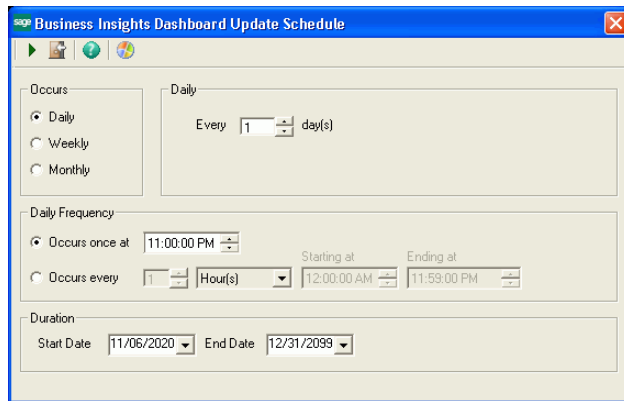 sage Business Insights Dashboard Update Schedule
Occurs
Daily
Weekly
Monthly
Daily
Every 1 day(s)
Daily Frequency
Occurs once at 11:00:00 PM
Starting at Ending at
Occurs every 1 Hour(s) 12:00:00 AM 11:59:00 PM
Duration
Start Date 11/06/2020 End Date 12/31/2099